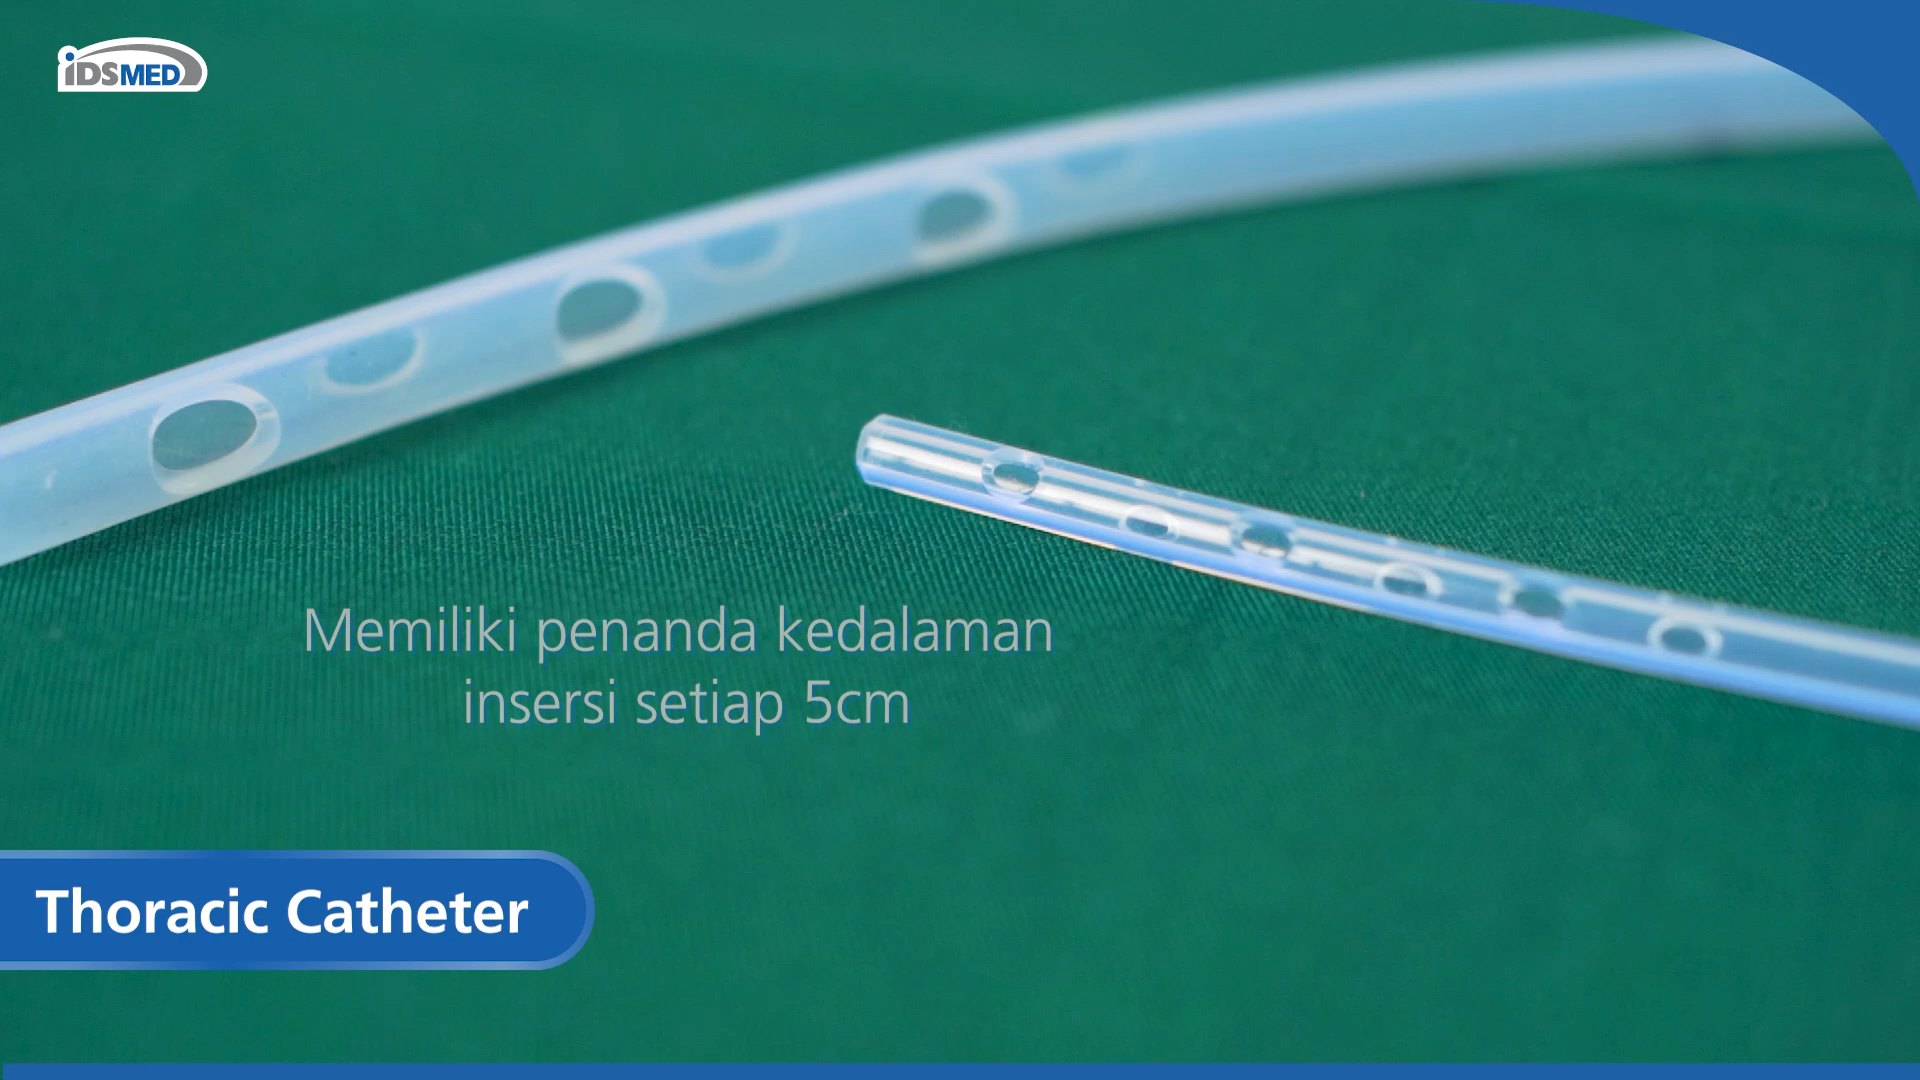 iDSMED
Memiliki penanda kedalaman
insersi setiap 5cm
Thoracic Catheter